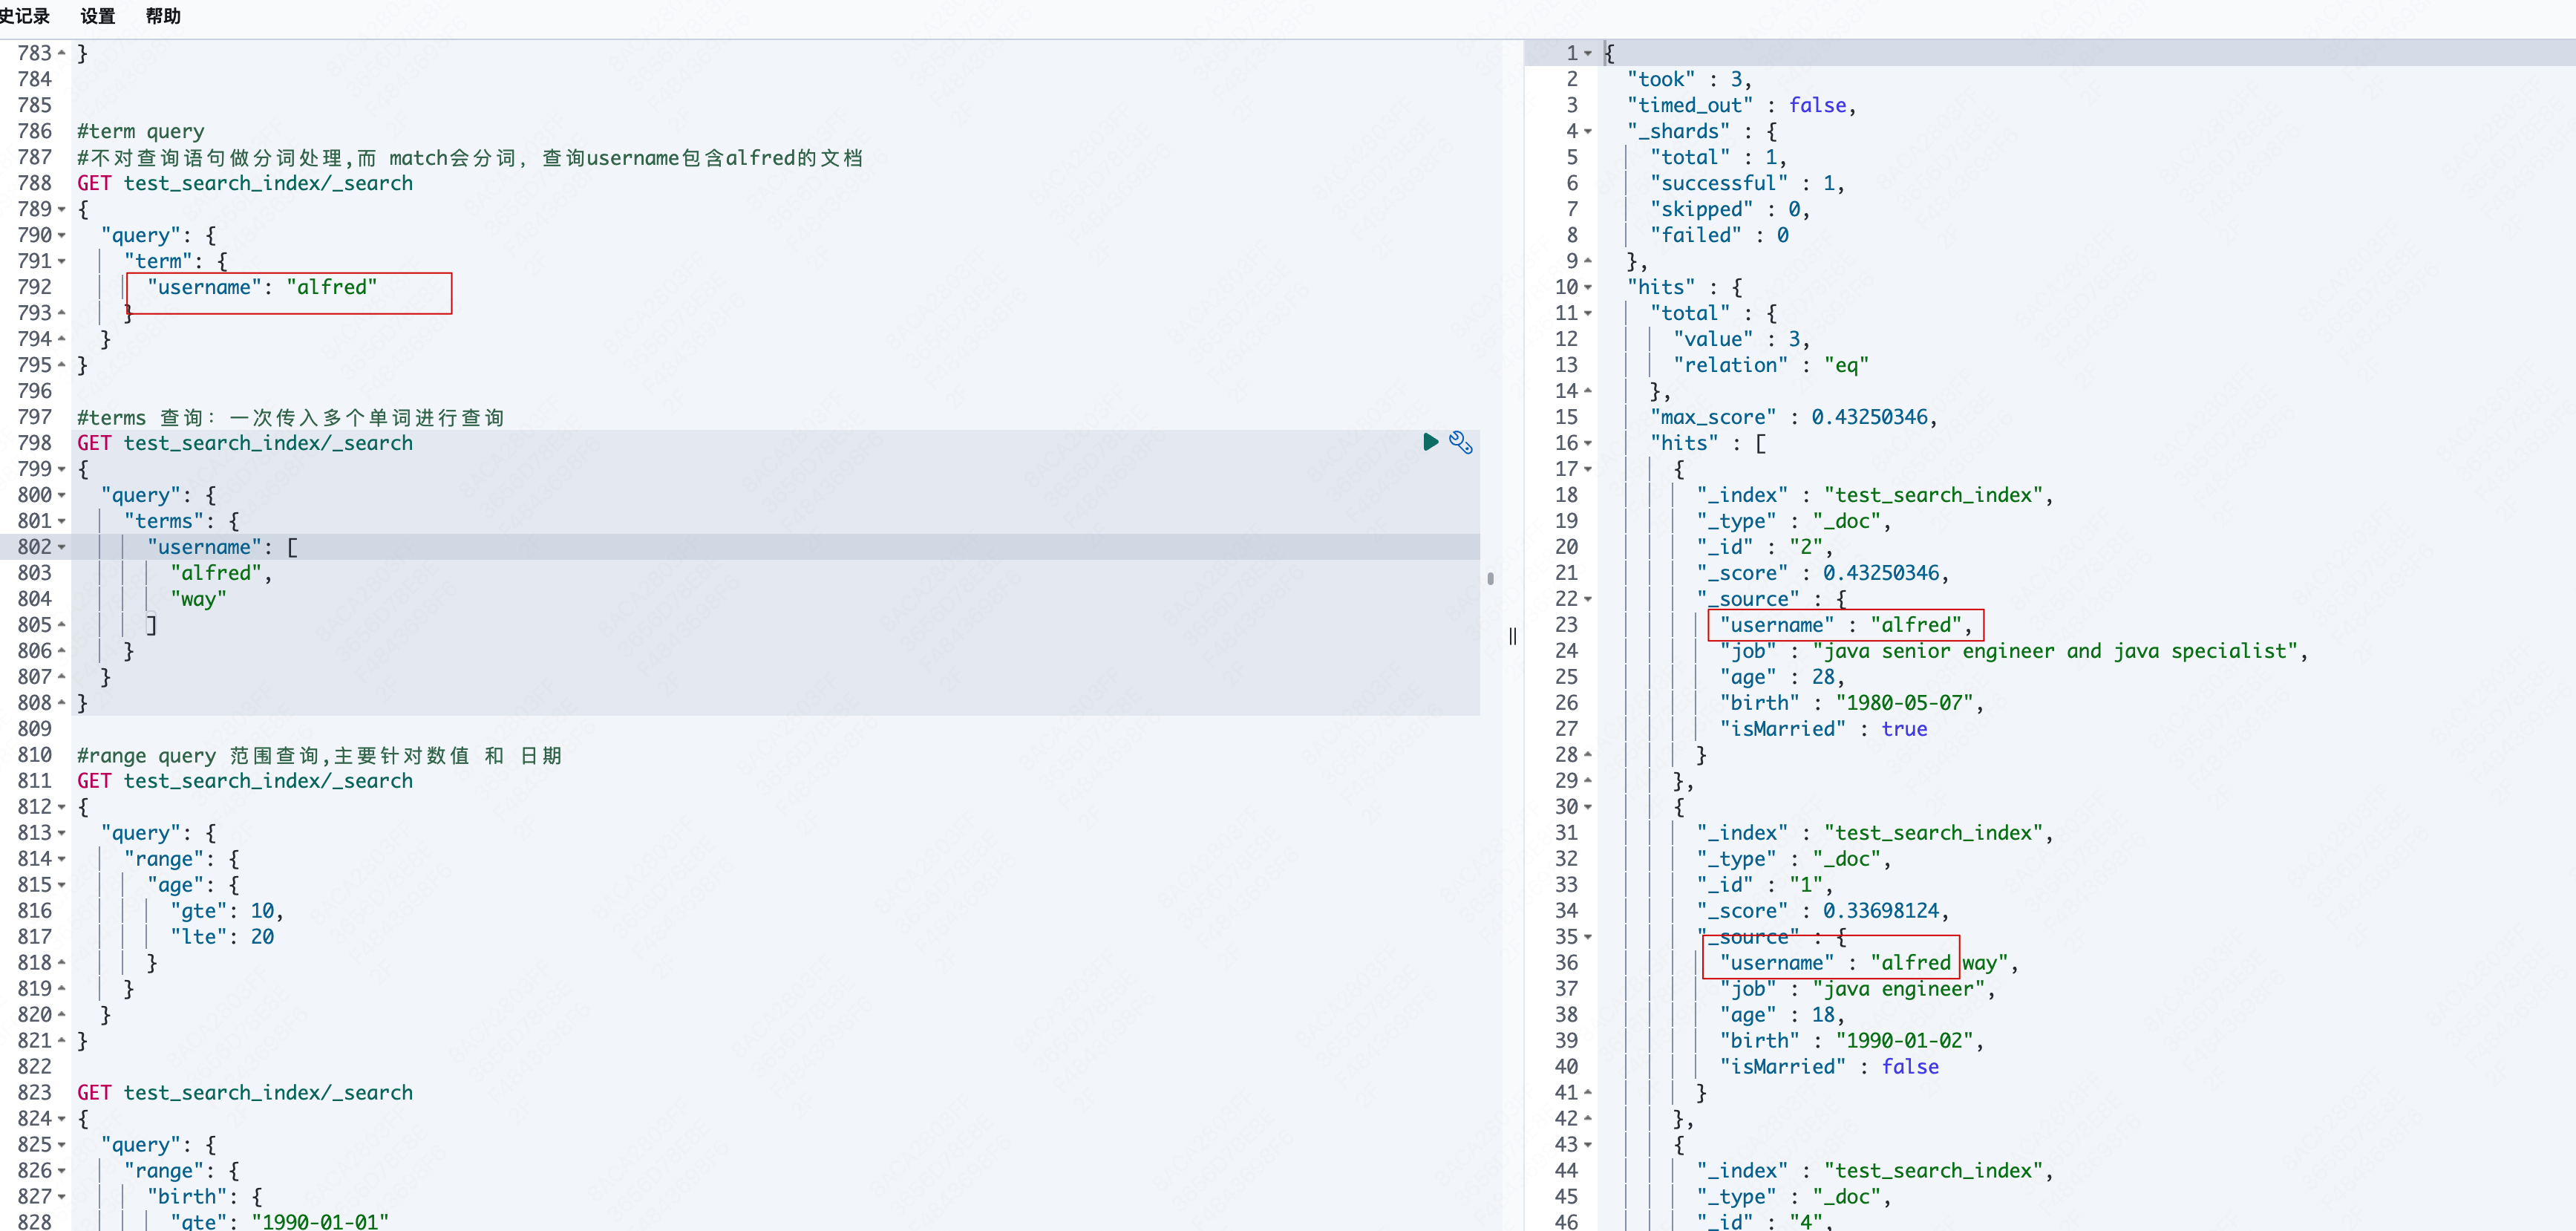 史记录 设置 帮助
783 }
784
785
786 #term query
787 #不对查询语句做分词处理,而 match会分词, 查询username包含alfred的文档
788 GET test_search_index/_search
789 {
790 "query": {
791 "term": {
792 "username": "alfred"
793 }
794 }
795 }
796
797 #terms 查询: 一次传入多个单词进行查询
798 GET test_search_index/_search
799 {
800 "query": {
801 "terms": {
802 "username": [
803 "alfred",
804 "way"
805 ]
806 }
807 }
808 }
809
810 #range query 范围查询,主要针对数值 和 日期
811 GET test_search_index/_search
812 {
813 "query": {
814 "range": {
815 "age": {
816 "gte": 10,
817 "lte": 20
818 }
819 }
820 }
821 }
822
823 GET test_search_index/_search
824 {
825 "query": {
826 "range": {
827 "birth": {
828 "gte": "1990-01-01"
1 {
2 "took" : 3,
3 "timed_out" : false,
4 "_shards" : {
5 "total" : 1,
6 "successful" : 1,
7 "skipped" : 0,
8 "failed" : 0
9 },
10 "hits" : {
11 "total" : {
12 "value" : 3,
13 "relation" : "eq"
14 },
15 "max_score" : 0.43250346,
16 "hits" : [
17 {
18 "_index" : "test_search_index",
19 "_type" : "_doc",
20 "_id" : "2",
21 "_score" : 0.43250346,
22 "_source" : {
23 "username" : "alfred",
24 "job" : "java senior engineer and java specialist",
25 "age" : 28,
26 "birth" : "1980-05-07",
27 "isMarried" : true
28 }
29 },
30 {
31 "_index" : "test_search_index",
32 "_type" : "_doc",
33 "_id" : "1",
34 "_score" : 0.33698124,
35 "_source" : {
36 "username" : "alfred way",
37 "job" : "java engineer",
38 "age" : 18,
39 "birth" : "1990-01-02",
40 "isMarried" : false
41 }
42 },
43 {
44 "_index" : "test_search_index",
45 "_type" : "_doc",
46 "_id" : "4",